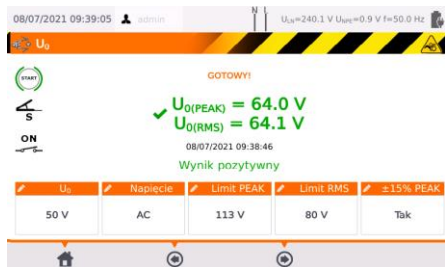 08/07/2021 09:39:05 admin N U_LN=240.1 V U_NPE=0.9 V f=50.0 Hz
U₀
START
GOTOWY!
S
U₀(PEAK) = 64.0 V
U₀(RMS) = 64.1 V
ON
08/07/2021 09:38:46
Wynik pozytywny
U₀ Napięcie Limit PEAK Limit RMS ±15% PEAK
50 V AC 113 V 80 V Tak